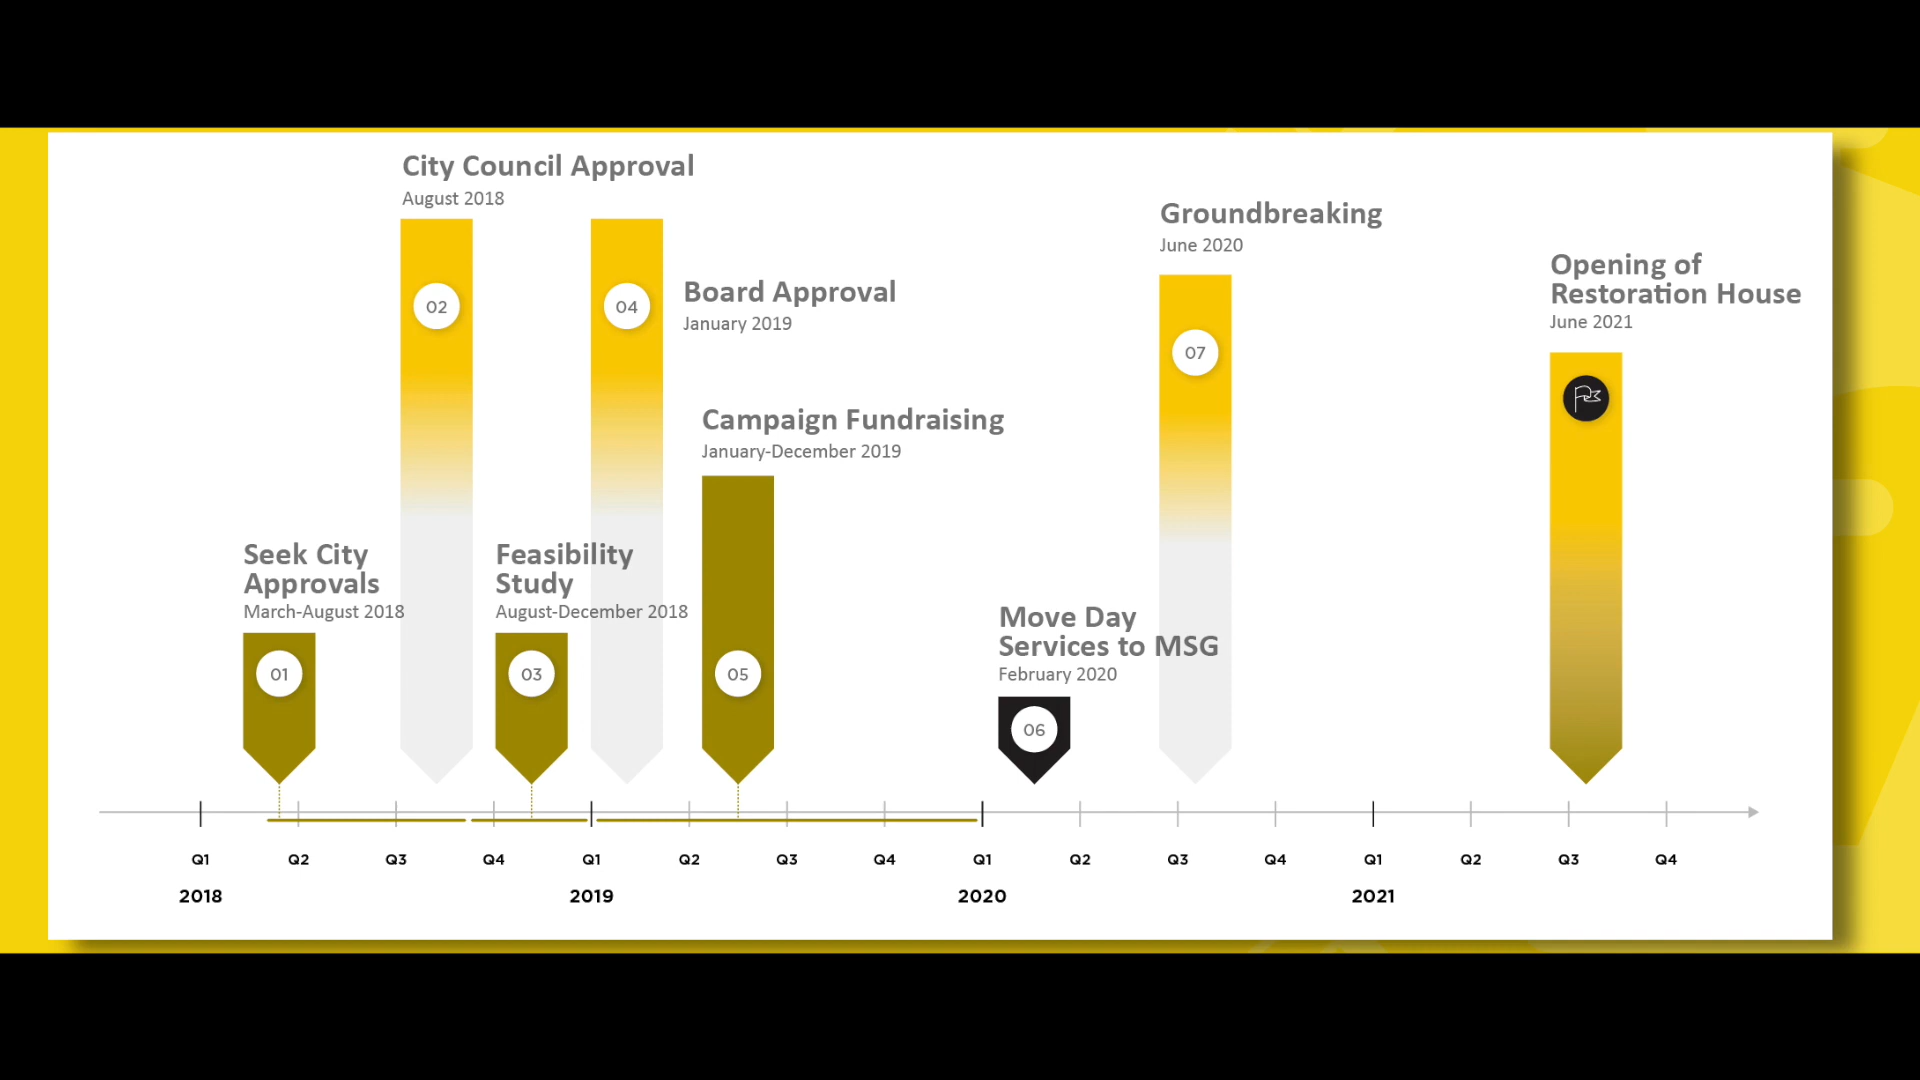 City Council Approval
August 2018
02
04
Board Approval
January 2019
Groundbreaking
June 2020
07
Opening of
Restoration House
June 2021
Campaign Fundraising
January-December 2019
05
Seek City
Approvals
March-August 2018
01
Feasibility
Study
August-December 2018
03
Move Day
Services to MSG
February 2020
06
Q1 Q2 Q3 Q4 Q1 Q2 Q3 Q4 Q1 Q2 Q3 Q4 Q1 Q2 Q3 Q4
2018 2019 2020 2021